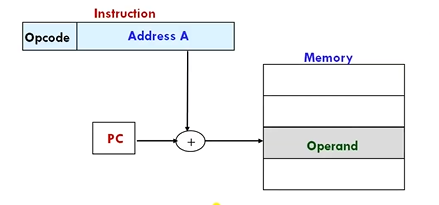 Instruction
Opcode
Address A
Memory
PC
+
Operand